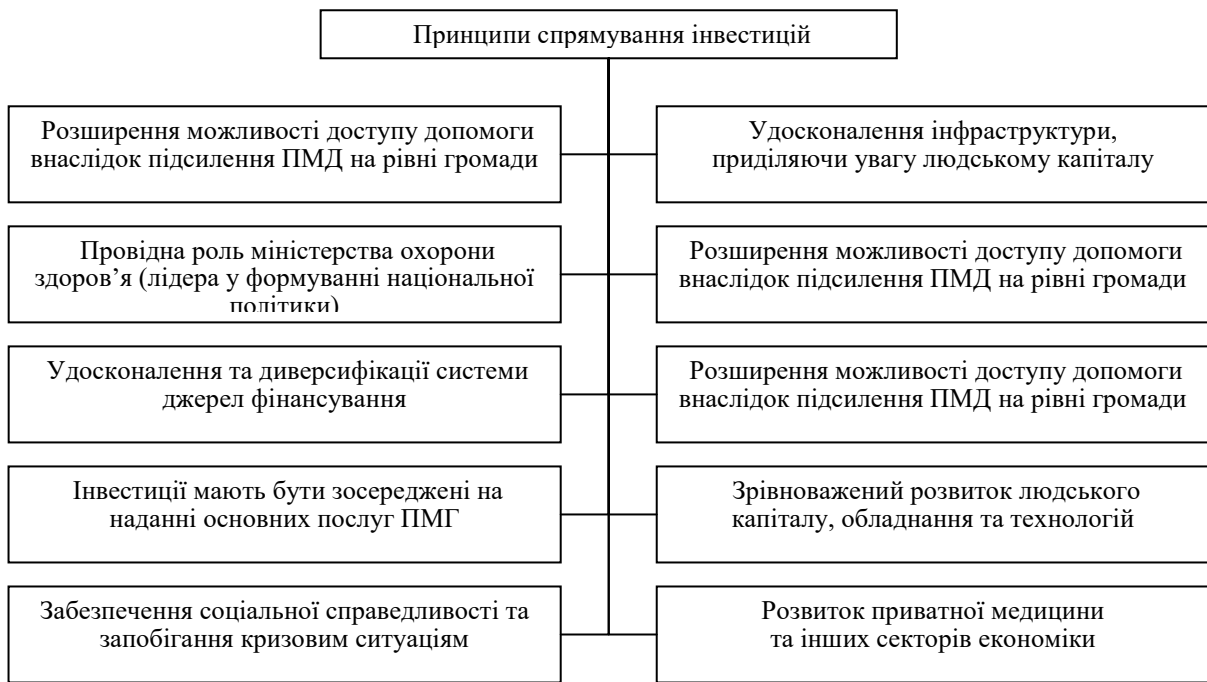 Принципи спрямування інвестицій
Розширення можливості доступу допомоги
внаслідок підсилення ПМД на рівні громади
Удосконалення інфраструктури,
приділяючи увагу людському капіталу
Провідна роль міністерства охорони
здоров’я (лідера у формуванні національної
політики)
Розширення можливості доступу допомоги
внаслідок підсилення ПМД на рівні громади
Удосконалення та диверсифікації системи
джерел фінансування
Розширення можливості доступу допомоги
внаслідок підсилення ПМД на рівні громади
Інвестиції мають бути зосереджені на
наданні основних послуг ПМГ
Зрівноважений розвиток людського
капіталу, обладнання та технологій
Забезпечення соціальної справедливості та
запобігання кризовим ситуаціям
Розвиток приватної медицини
та інших секторів економіки